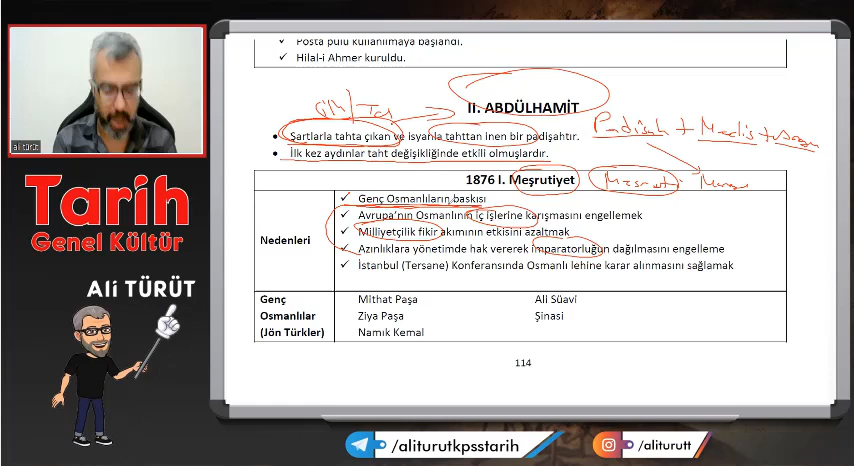 Posta pulu kullanılmaya başlandı.
✓ Hilal-i Ahmer kuruldu.
II. ABDÜLHAMİT
• Şartlarla tahta çıkan ve isyanla tahttan inen bir padişahtır.
• İlk kez aydınlar taht değişikliğinde etkili olmuşlardır.
Padişah + Meclis +
1876 I. Meşrutiyet
Nedenleri
✓ Genç Osmanlıların baskısı
✓ Avrupa'nın Osmanlının iç işlerine karışmasını engellemek
✓ Milliyetçilik fikir akımının etkisini azaltmak
✓ Azınlıklara yönetimde hak vererek imparatorluğun dağılmasını engelleme
✓ İstanbul (Tersane) Konferansında Osmanlı lehine karar alınmasını sağlamak
Genç Osmanlılar (Jön Türkler)
Mithat Paşa Ali Süavi
Ziya Paşa Şinasi
Namık Kemal
114
ali türüt
Tarih
Genel Kültür
Ali TÜRÜT
/aliturutkpsstarih
/aliturutt